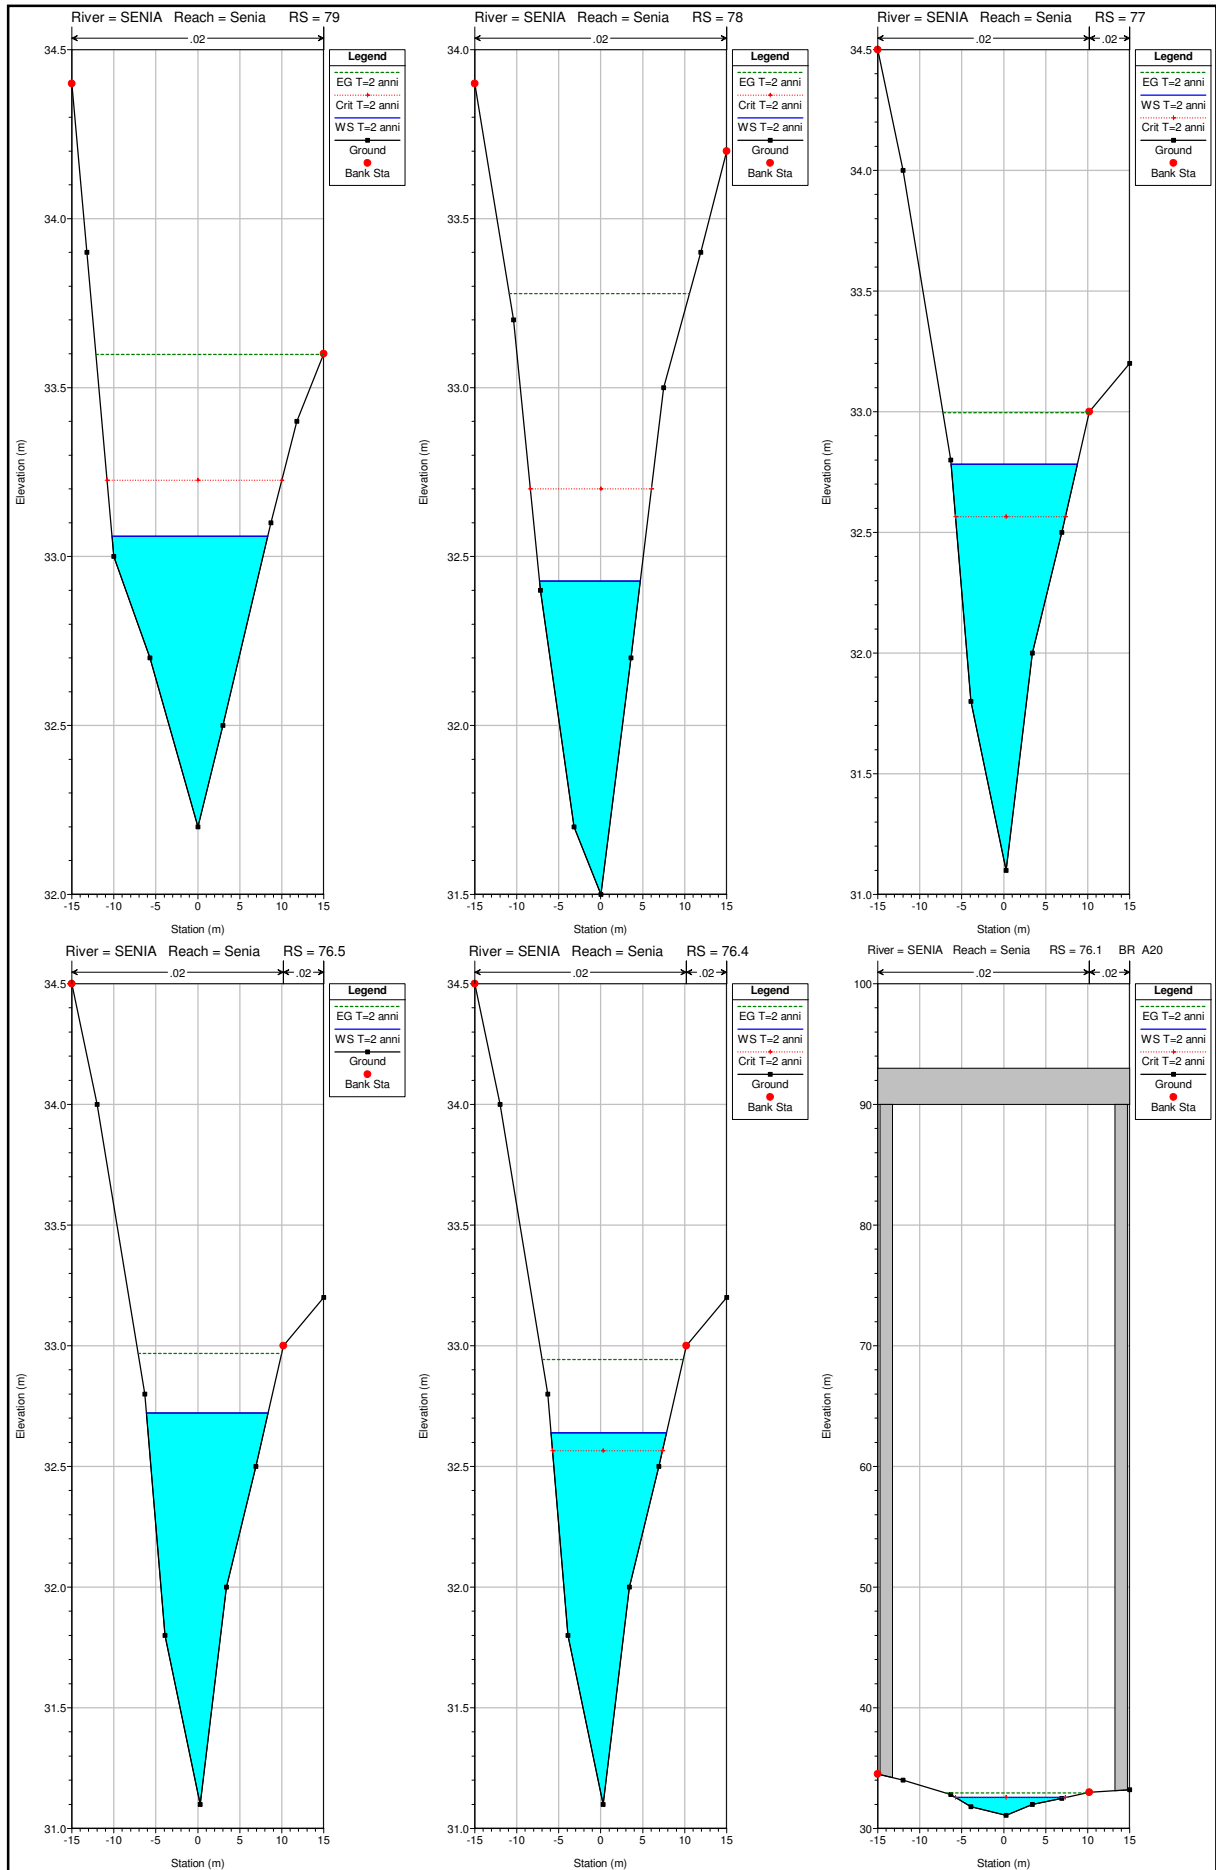 River = SENIA Reach = Senia RS = 79
.02
Legend
EG T=2 anni
Crit T=2 anni
WS T=2 anni
Ground
Bank Sta
34.5
34.0
33.5
33.0
32.5
32.0
-15 -10 -5 0 5 10 15
Elevation (m)
Station (m)
River = SENIA Reach = Senia RS = 78
.02
Legend
EG T=2 anni
Crit T=2 anni
WS T=2 anni
Ground
Bank Sta
34.0
33.5
33.0
32.5
32.0
31.5
-15 -10 -5 0 5 10 15
Elevation (m)
Station (m)
River = SENIA Reach = Senia RS = 77
.02 .02
Legend
EG T=2 anni
WS T=2 anni
Crit T=2 anni
Ground
Bank Sta
34.5
34.0
33.5
33.0
32.5
32.0
31.5
31.0
-15 -10 -5 0 5 10 15
Elevation (m)
Station (m)
River = SENIA Reach = Senia RS = 76.5
.02 .02
Legend
EG T=2 anni
WS T=2 anni
Ground
Bank Sta
34.5
34.0
33.5
33.0
32.5
32.0
31.5
31.0
-15 -10 -5 0 5 10 15
Elevation (m)
Station (m)
River = SENIA Reach = Senia RS = 76.4
.02 .02
Legend
EG T=2 anni
WS T=2 anni
Crit T=2 anni
Ground
Bank Sta
34.5
34.0
33.5
33.0
32.5
32.0
31.5
31.0
-15 -10 -5 0 5 10 15
Elevation (m)
Station (m)
River = SENIA Reach = Senia RS = 76.1 BR A20
.02 .02
Legend
EG T=2 anni
WS T=2 anni
Crit T=2 anni
Ground
Bank Sta
100
90
80
70
60
50
40
30
-15 -10 -5 0 5 10 15
Elevation (m)
Station (m)